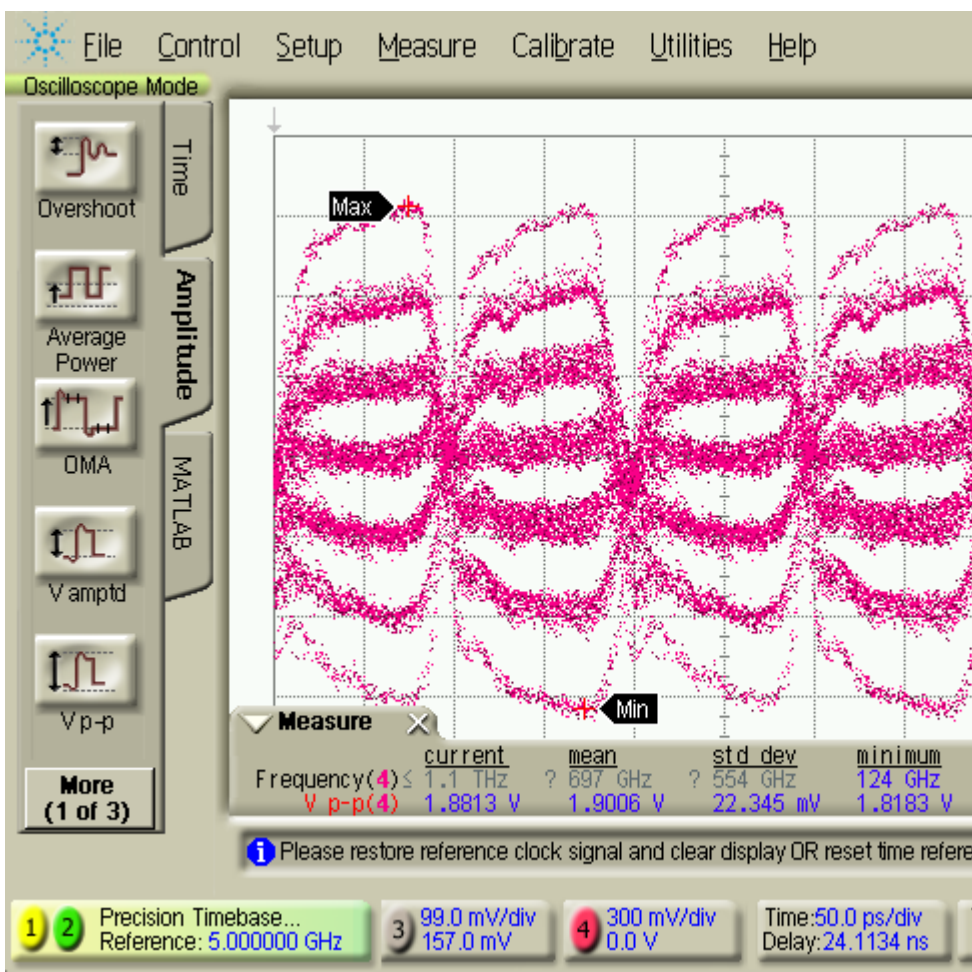 File Control Setup Measure Calibrate Utilities Help
Oscilloscope Mode
Overshoot
Average
Power
OMA
V amptd
V p-p
More
(1 of 3)
Time
Amplitude
MATLAB
Max
Min
Measure
current mean std dev minimum
Frequency(4)≤ 1.1 THz ? 697 GHz ? 554 GHz 124 GHz
V p-p(4) 1.8813 V 1.9006 V 22.345 mV 1.8183 V
i Please restore reference clock signal and clear display OR reset time refere
1 2 Precision Timebase...
Reference: 5.000000 GHz
3 99.0 mV/div
157.0 mV
4 300 mV/div
0.0 V
Time:50.0 ps/div
Delay:24.1134 ns